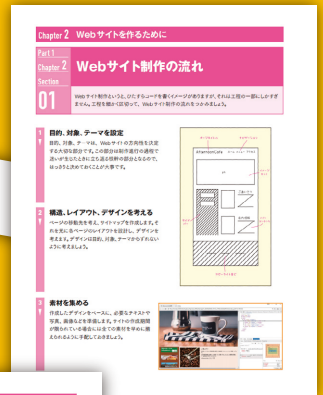 Chapter 2 Webサイトを作るために
Part 1
Chapter 2
Section
01
Webサイト制作の流れ
Webサイト制作というと、ひたすらコードを書くイメージがありますが、それは工程の一部にしかすぎ
ません。工程を細かく区切って、Webサイト制作の流れをつかみましょう。
1
目的、対象、テーマを設定
目的、対象、テーマは、Webサイトの方向性を決定
する大切な部分です。この部分は制作進行の過程で
迷いが生じたときに立ち返る指針の部分となるので、
はっきりと決めておくことが大事です。
2
構造、レイアウト、デザインを考える
ページの移動先を考え、サイトマップを作成します。そ
れを元に各ページのレイアウトを設計し、デザインを
考えます。デザインは目的、対象、テーマからずれない
ように考えましょう。
3
素材を集める
作成したデザインをベースに、必要なテキストや
写真、画像などを準備します。サイトの作成期間
が限られている場合には全ての素材を早めに揃
えられるように手配しておきましょう。